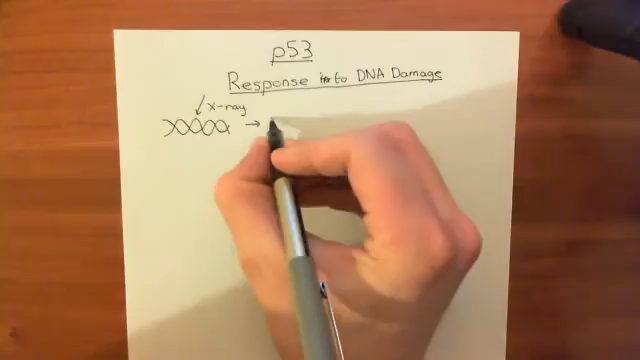 p53
Response to DNA Damage
x-ray
→